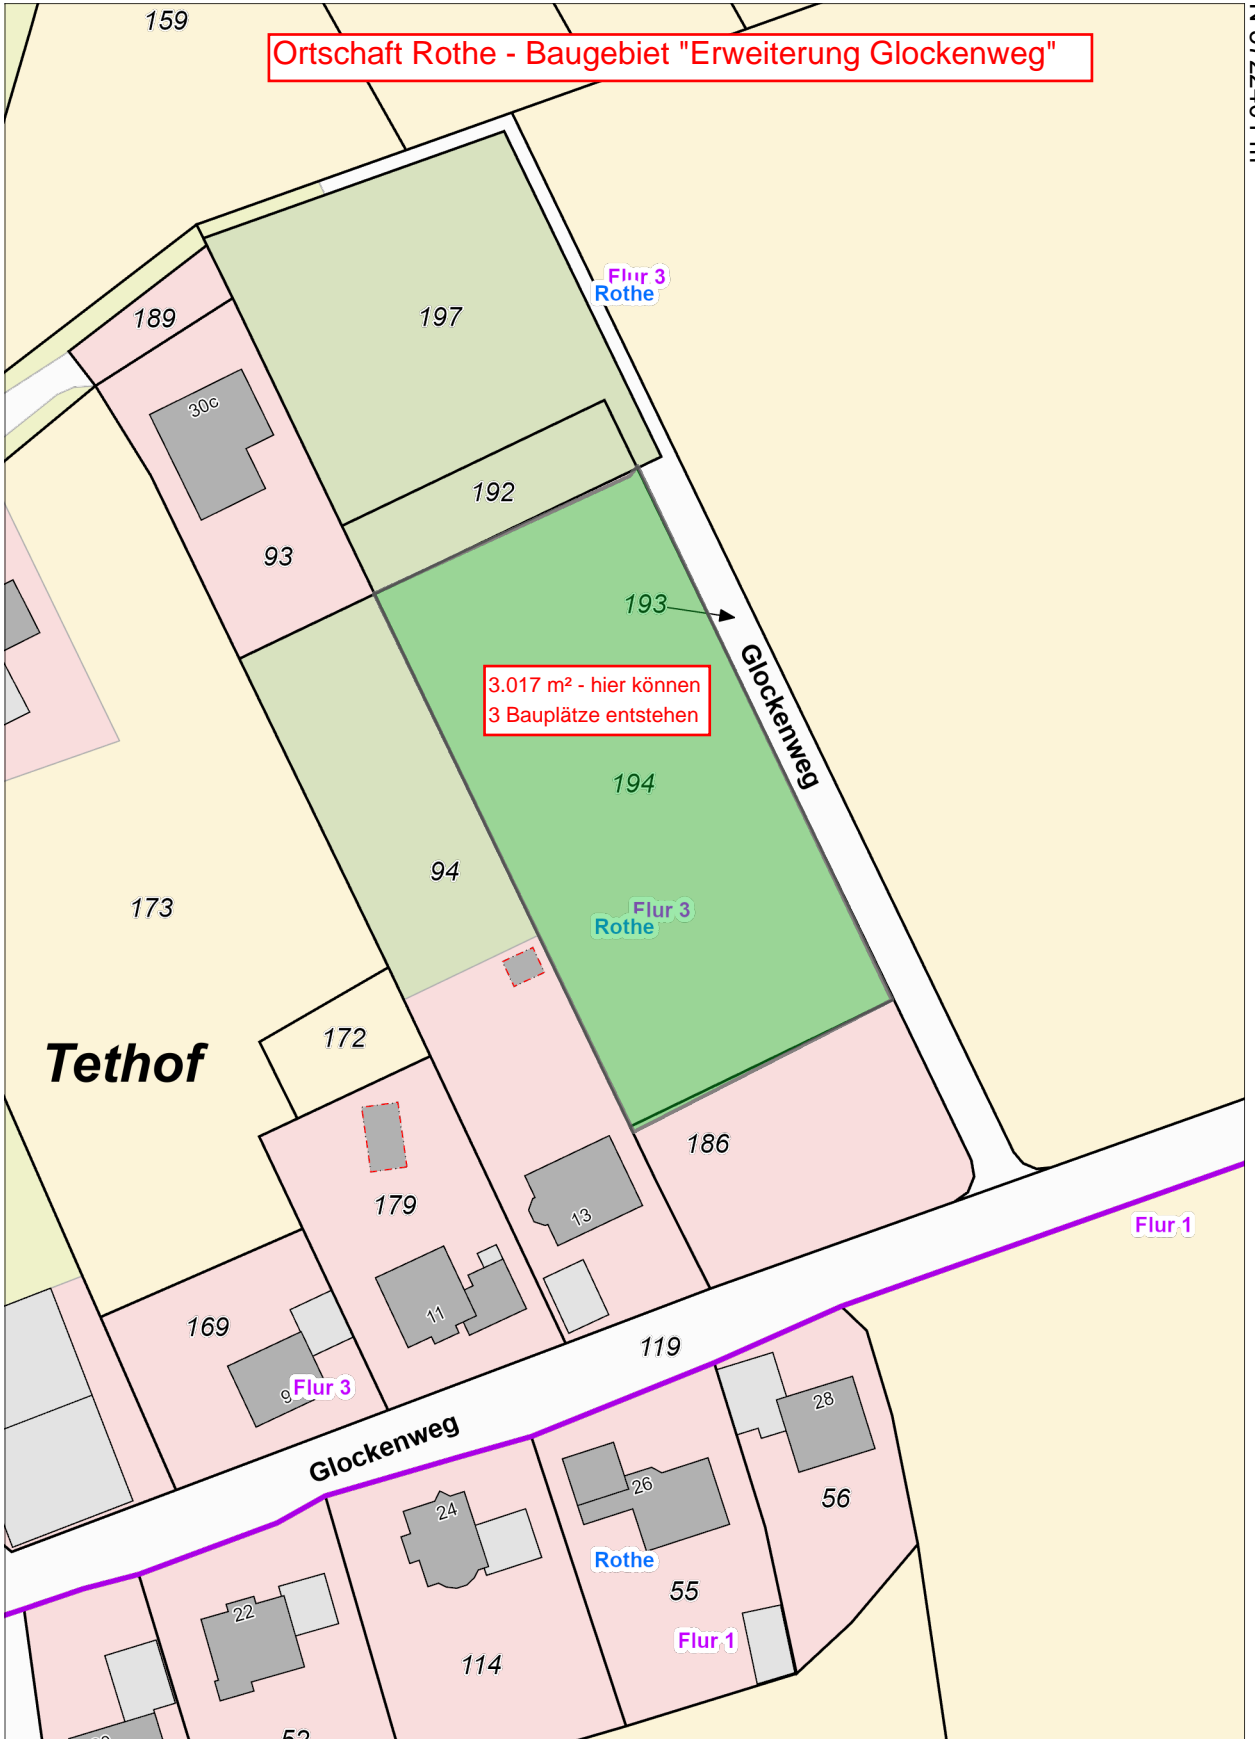 159
Ortschaft Rothe - Baugebiet "Erweiterung Glockenweg"
Flur 3
Rothe
189
197
30c
192
93
193
Glockenweg
3.017 m² - hier können
3 Bauplätze entstehen
194
94
173
Flur 3
Rothe
172
Tethof
186
179
13
Flur 1
11
169
119
9
Flur 3
28
Glockenweg
26
56
24
Rothe
55
22
Flur 1
114